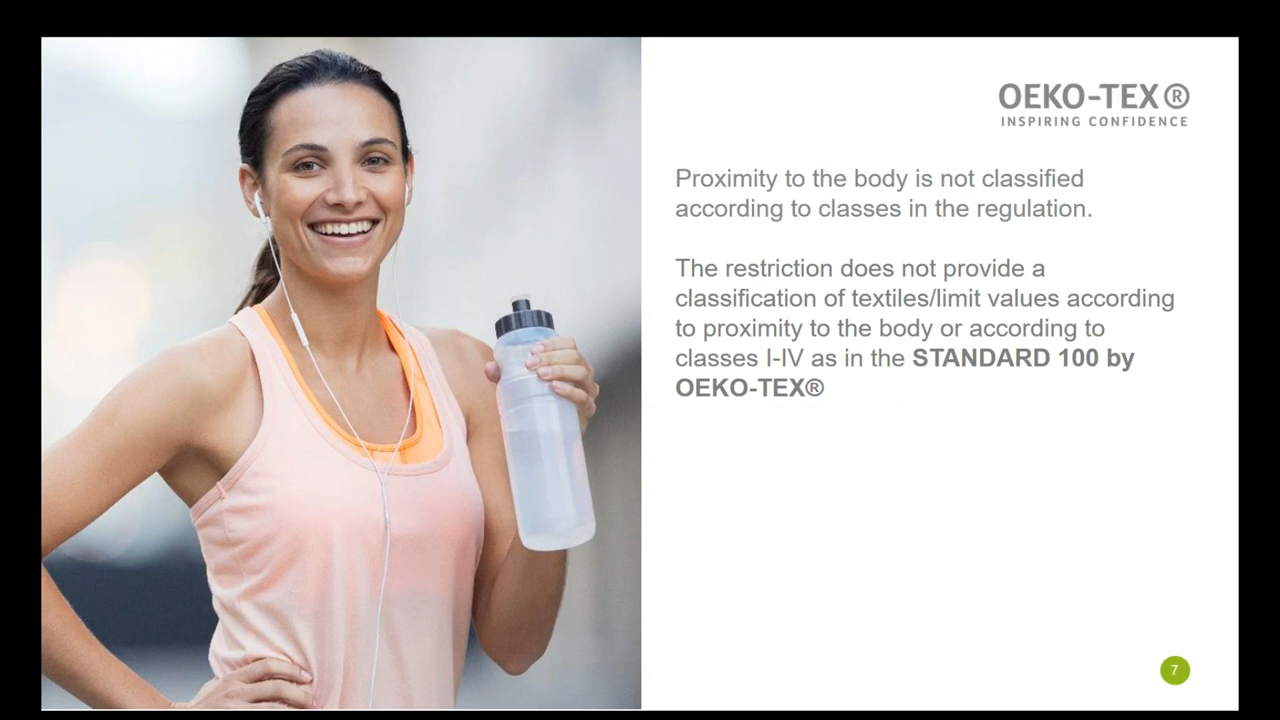 OEKO-TEX®
INSPIRING CONFIDENCE
Proximity to the body is not classified
according to classes in the regulation.
The restriction does not provide a
classification of textiles/limit values according
to proximity to the body or according to
classes I-IV as in the STANDARD 100 by
OEKO-TEX®
7